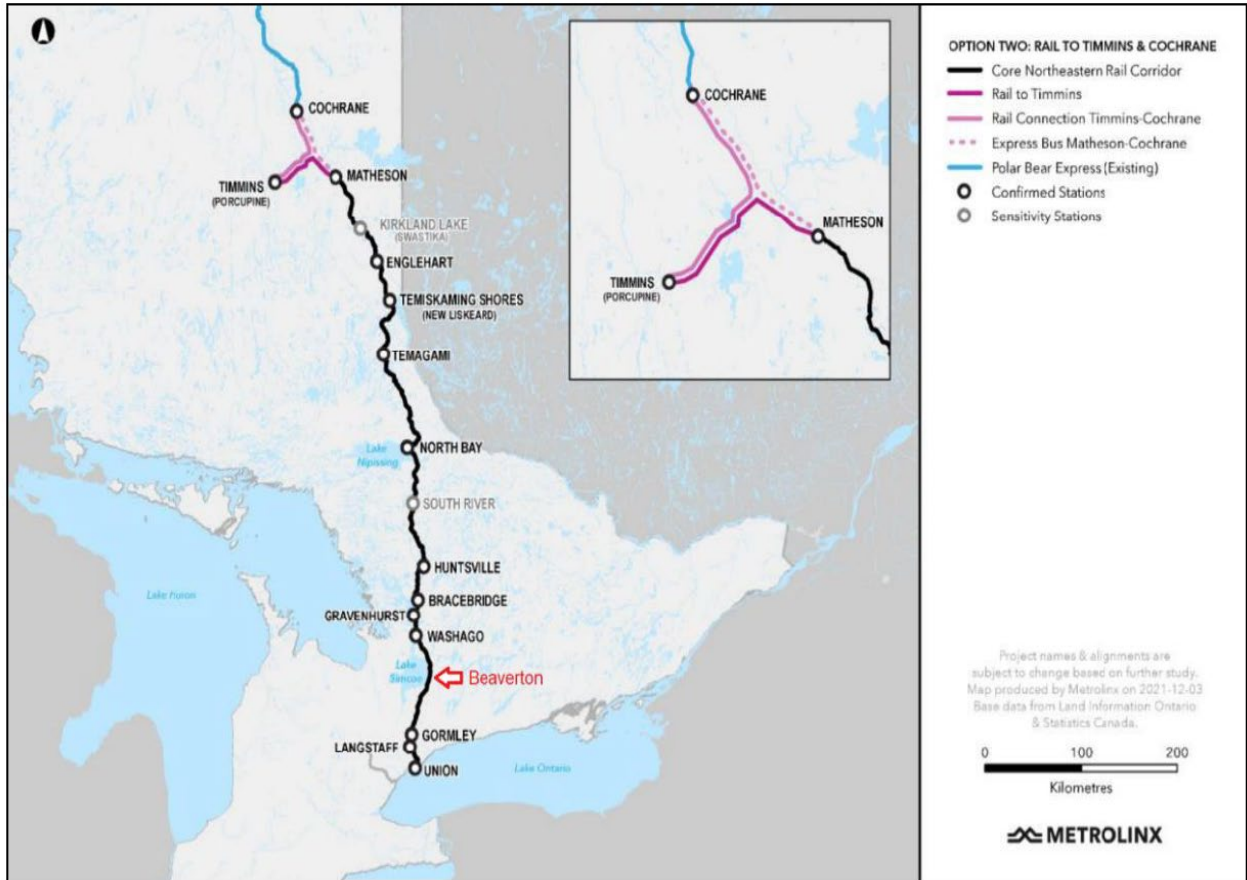 COCHRANE
TIMMINS
(PORCUPINE)
MATHESON
KIRKLAND LAKE
(SWASTIKA)
ENGLEHART
TEMISKAMING SHORES
(NEW LISKEARD)
TEMAGAMI
Lake
Nipissing
NORTH BAY
SOUTH RIVER
HUNTSVILLE
BRACEBRIDGE
GRAVENHURST
WASHAGO
Lake Huron
Lake
Simcoe
Beaverton
GORMLEY
LANGSTAFF
UNION
Lake Ontario
COCHRANE
MATHESON
TIMMINS
(PORCUPINE)
OPTION TWO: RAIL TO TIMMINS & COCHRANE
Core Northeastern Rail Corridor
Rail to Timmins
Rail Connection Timmins-Cochrane
Express Bus Matheson-Cochrane
Polar Bear Express (Existing)
Confirmed Stations
Sensitivity Stations
Project names & alignments are
subject to change based on further study.
Map produced by Metrolinx on 2021-12-03
Base data from Land Information Ontario
& Statistics Canada.
0 100 200
Kilometres
METROLINX